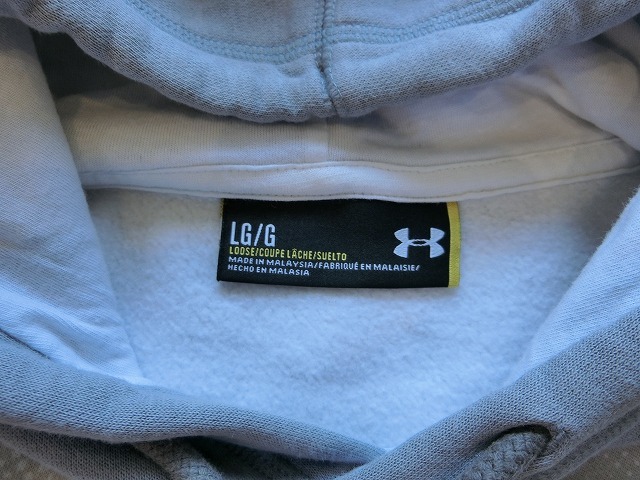 LG/G
LOOSE/COUPE LÂCHE/SUELTO
MADE IN MALAYSIA/FABRIQUÉ EN MALAISIE/
HECHO EN MALASIA